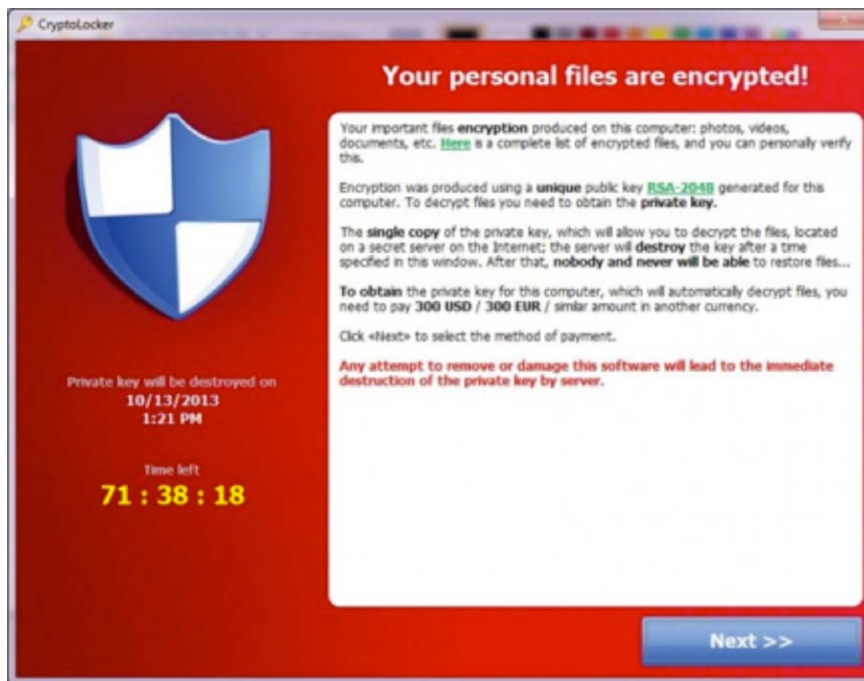 CryptoLocker
Your personal files are encrypted!
Your important files encryption produced on this computer: photos, videos,
documents, etc. Here is a complete list of encrypted files, and you can personally verify
this.
Encryption was produced using a unique public key RSA-2048 generated for this
computer. To decrypt files you need to obtain the private key.
The single copy of the private key, which will allow you to decrypt the files, located
on a secret server on the Internet; the server will destroy the key after a time
specified in this window. After that, nobody and never will be able to restore files...
To obtain the private key for this computer, which will automatically decrypt files, you
need to pay 300 USD / 300 EUR / similar amount in another currency.
Click «Next» to select the method of payment.
Any attempt to remove or damage this software will lead to the immediate
destruction of the private key by server.
Private key will be destroyed on
10/13/2013
1:21 PM
Time left
71 : 38 : 18
Next >>